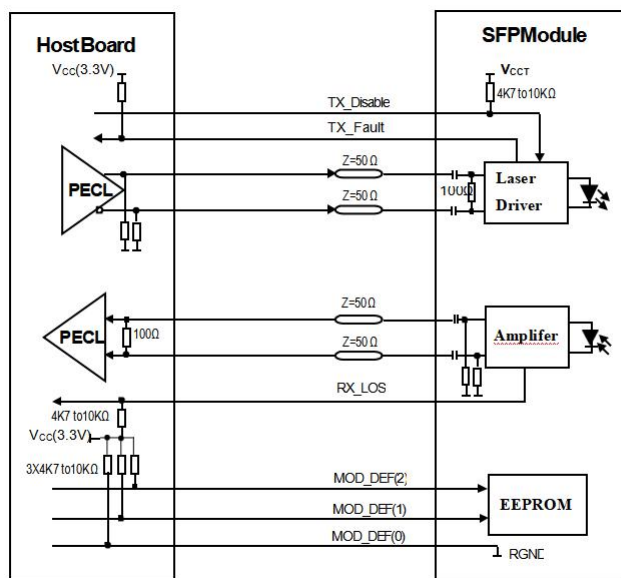 HostBoard
SFPModule
VCC(3.3V)
VCCT
4K7 to10KΩ
TX_Disable
TX_Fault
Z=50Ω
PECL
100Ω
Laser
Driver
Z=50Ω
Z=50Ω
PECL
100Ω
Amplifer
Z=50Ω
RX_LOS
4K7 to10KΩ
VCC(3.3V)
3X4K7 to10KΩ
MOD_DEF(2)
EEPROM
MOD_DEF(1)
MOD_DEF(0)
RGND